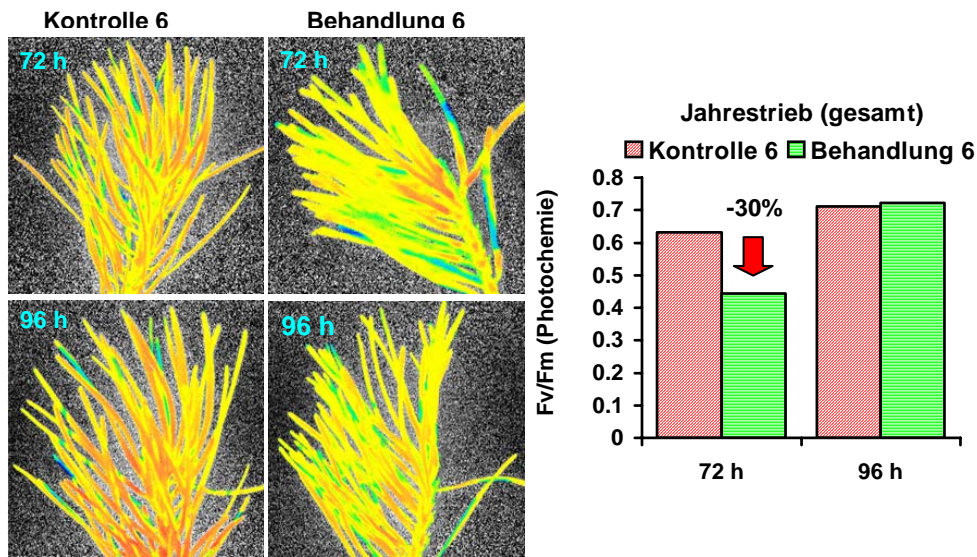 Kontrolle 6
Behandlung 6
72 h
72 h
96 h
96 h
Jahrestrieb (gesamt)
Kontrolle 6
Behandlung 6
Fv/Fm (Photochemie)
0.8
0.7
0.6
0.5
0.4
0.3
0.2
0.1
0
-30%
72 h
96 h